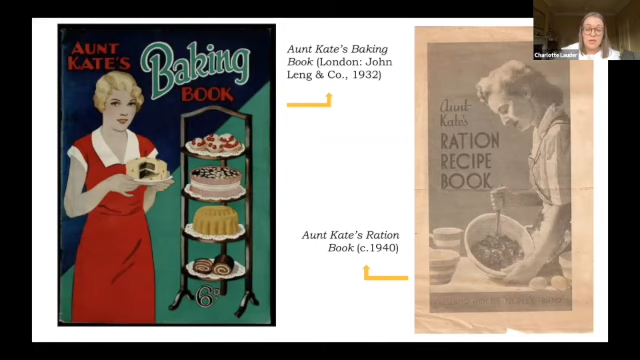 AUNT
KATE'S
Baking
BOOK
6ᴰ
Aunt Kate's Baking
Book (London: John
Leng & Co., 1932)
Aunt Kate's Ration
Book (c.1940)
Aunt
Kate's
RATION
RECIPE
BOOK
Charlotte Lauder